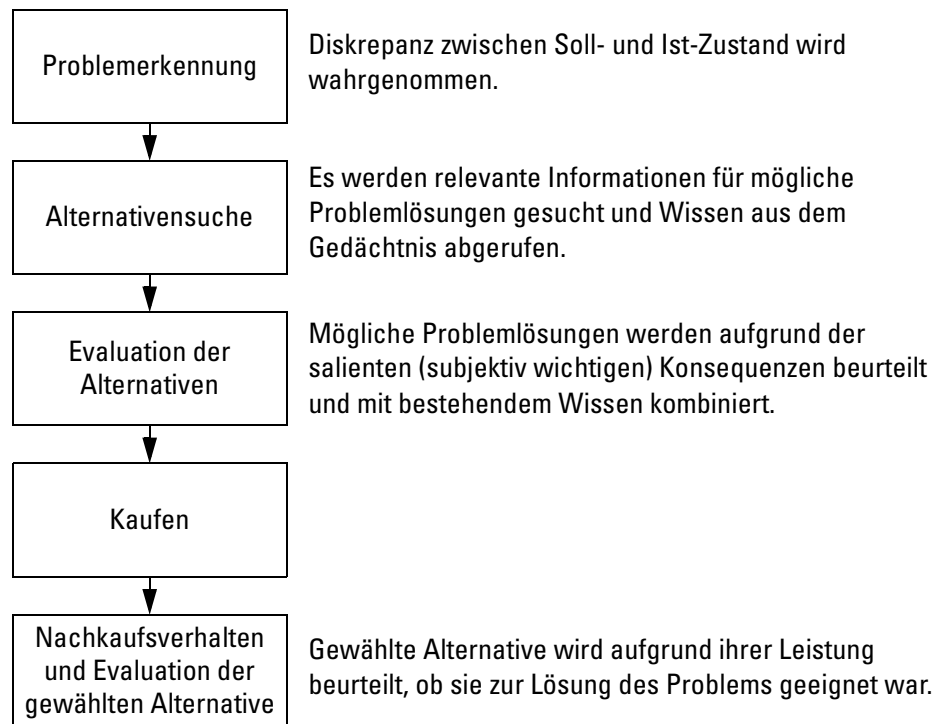 Problemerkennung
Diskrepanz zwischen Soll- und Ist-Zustand wird
wahrgenommen.
Alternativensuche
Es werden relevante Informationen für mögliche
Problemlösungen gesucht und Wissen aus dem
Gedächtnis abgerufen.
Evaluation der
Alternativen
Mögliche Problemlösungen werden aufgrund der
salienten (subjektiv wichtigen) Konsequenzen beurteilt
und mit bestehendem Wissen kombiniert.
Kaufen
Nachkaufsverhalten
und Evaluation der
gewählten Alternative
Gewählte Alternative wird aufgrund ihrer Leistung
beurteilt, ob sie zur Lösung des Problems geeignet war.